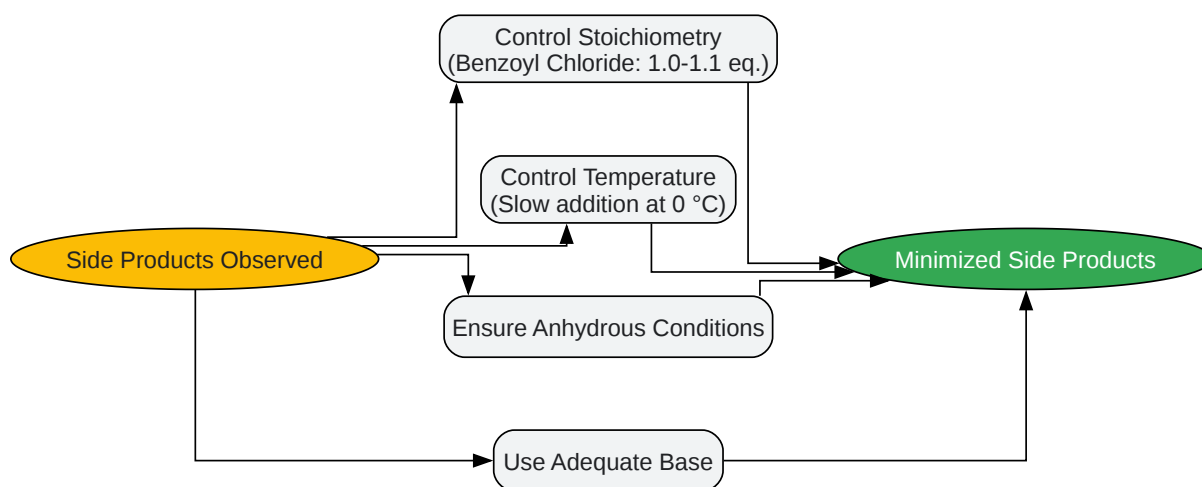 Control Stoichiometry
(Benzoyl Chloride: 1.0-1.1 eq.)
Control Temperature
(Slow addition at 0 °C)
Side Products Observed
Minimized Side Products
Ensure Anhydrous Conditions
Use Adequate Base